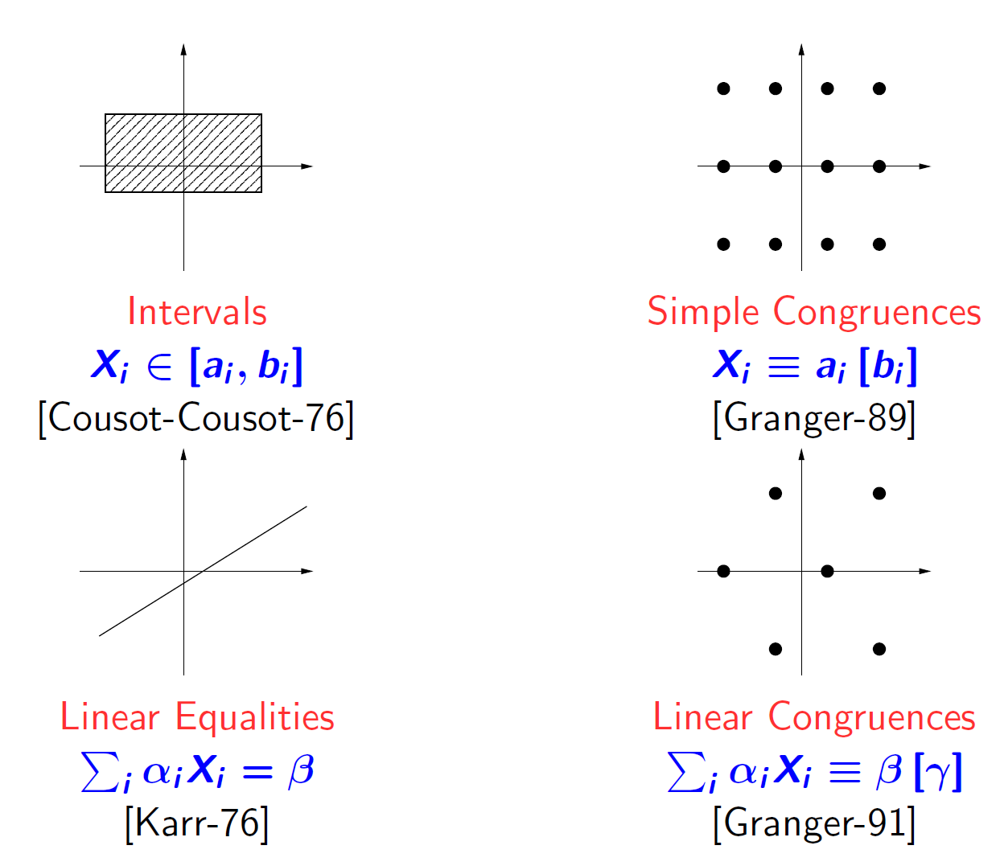 Intervals
Xᵢ ∈ [aᵢ, bᵢ]
[Cousot-Cousot-76]
Simple Congruences
Xᵢ ≡ aᵢ [bᵢ]
[Granger-89]
Linear Equalities
∑ᵢ αᵢXᵢ = β
[Karr-76]
Linear Congruences
∑ᵢ αᵢXᵢ ≡ β [γ]
[Granger-91]